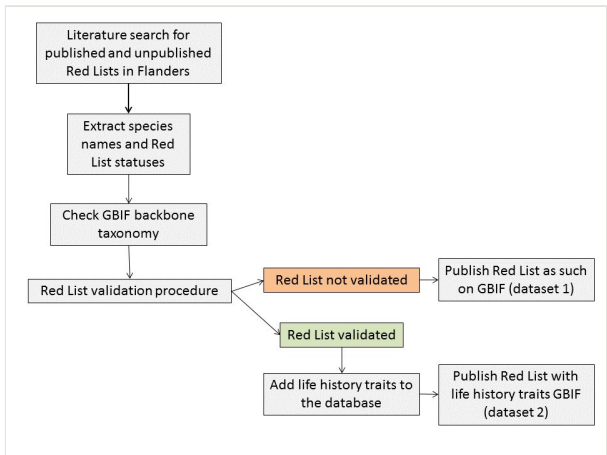 Literature search for
published and unpublished
Red Lists in Flanders
Extract species
names and Red
List statuses
Check GBIF backbone
taxonomy
Red List validation procedure
Red List not validated
Publish Red List as such
on GBIF (dataset 1)
Red List validated
Add life history traits to
the database
Publish Red List with
life history traits GBIF
(dataset 2)